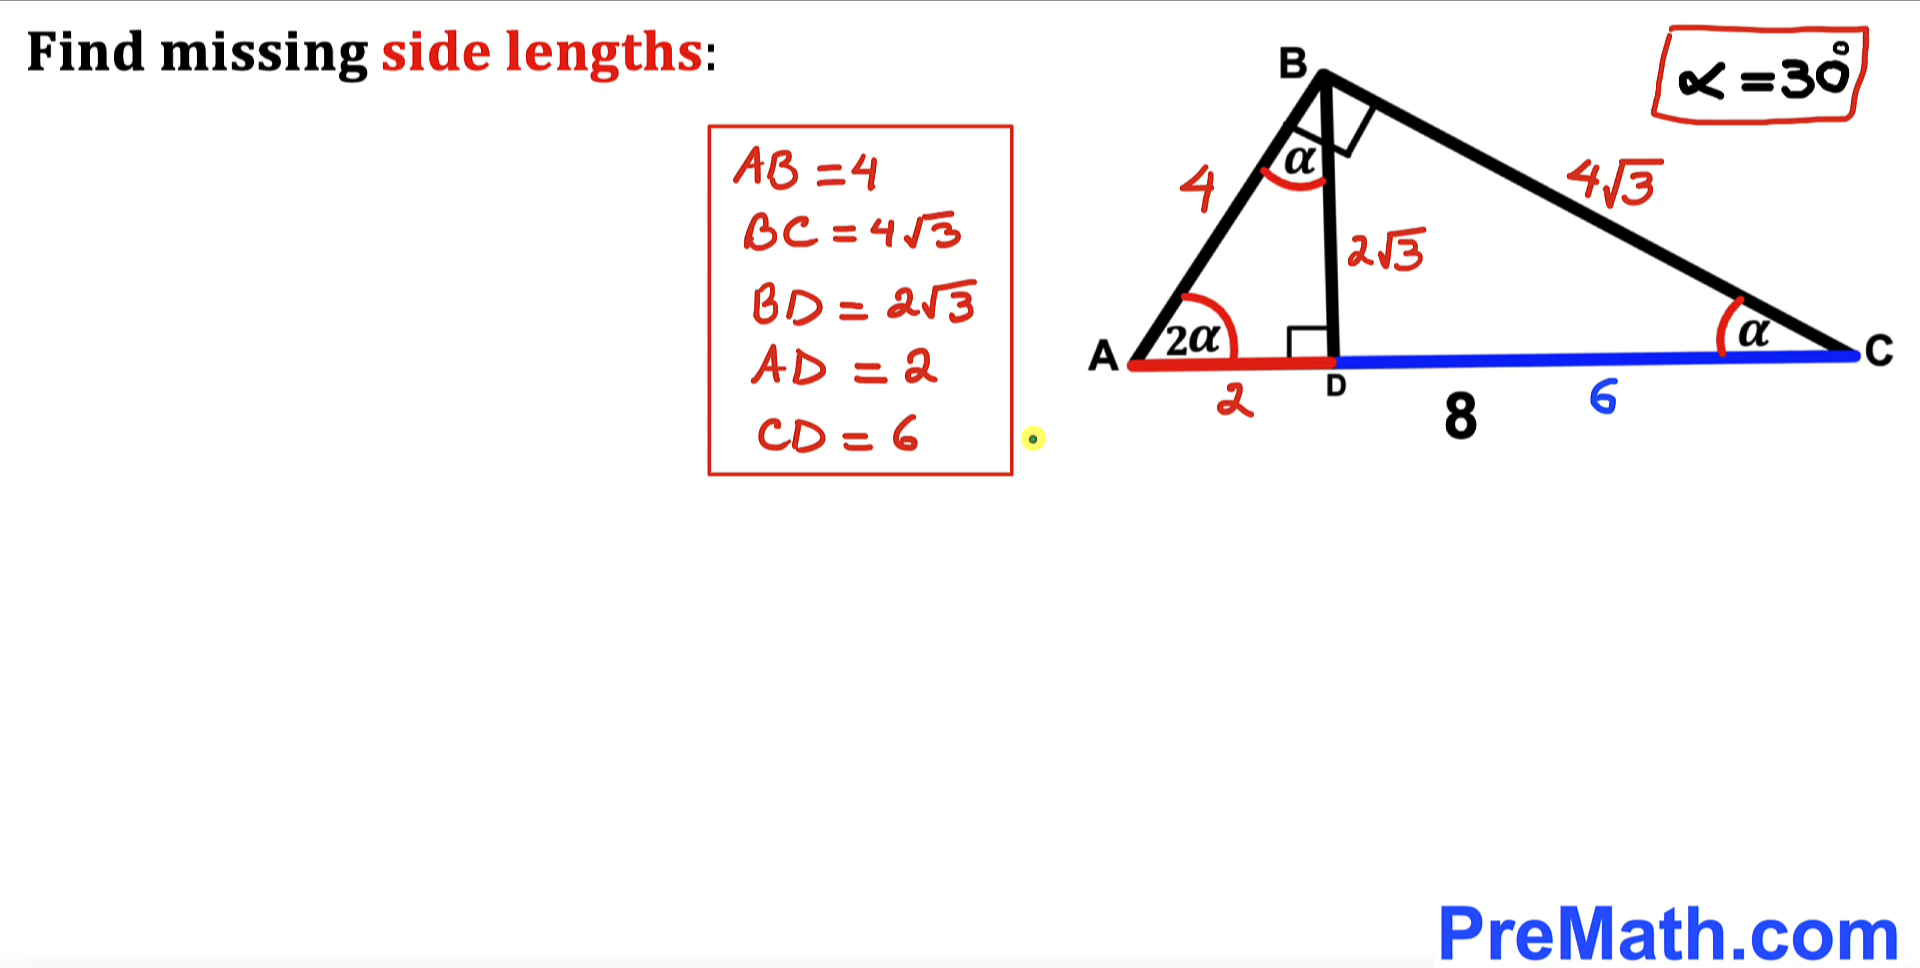 Find missing side lengths:
AB = 4
BC = 4√3
BD = 2√3
AD = 2
CD = 6
α = 30°
B
α
4
4√3
2√3
A
2α
α
C
2
D
8
6
PreMath.com